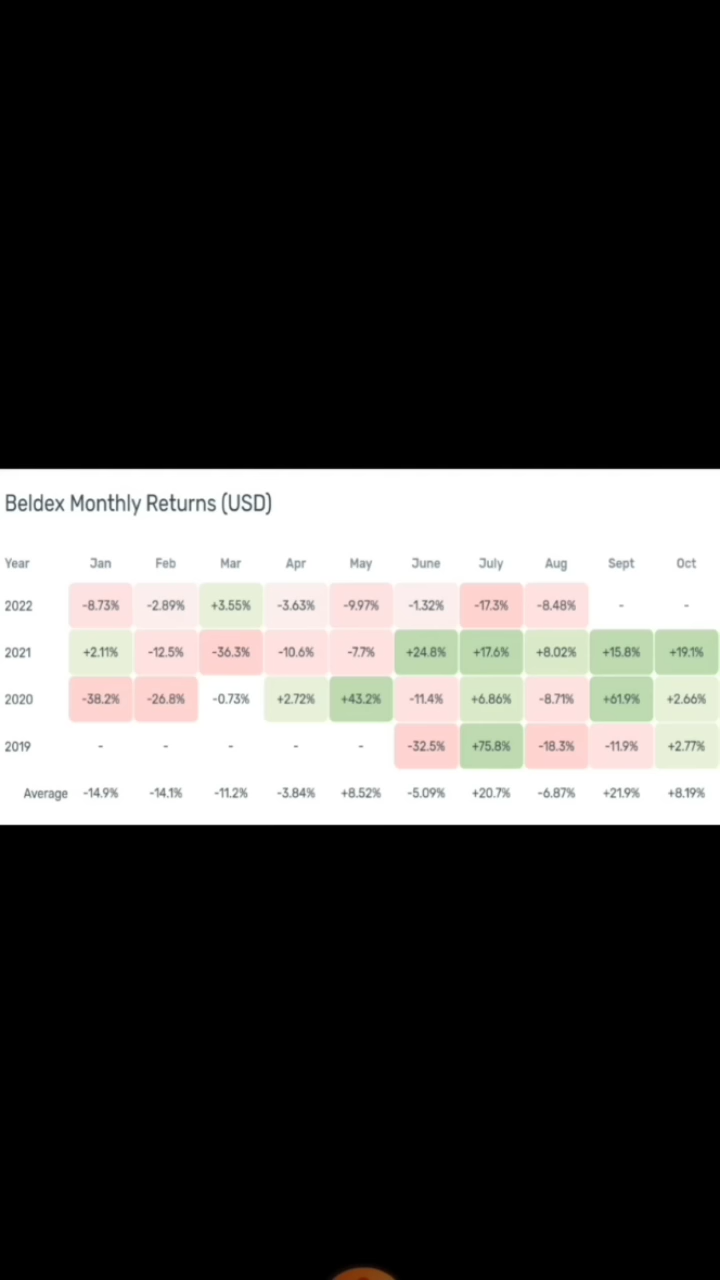 Beldex Monthly Returns (USD)
Year Jan Feb Mar Apr May June July Aug Sept Oct
2022 -8.73% -2.89% +3.55% -3.63% -9.97% -1.32% -17.3% -8.48% - -
2021 +2.11% -12.5% -36.3% -10.6% -7.7% +24.8% +17.6% +8.02% +15.8% +19.1%
2020 -38.2% -26.8% -0.73% +2.72% +43.2% -11.4% +6.86% -8.71% +61.9% +2.66%
2019 - - - - - -32.5% +75.8% -18.3% -11.9% +2.77%
Average -14.9% -14.1% -11.2% -3.84% +8.52% -5.09% +20.7% -6.87% +21.9% +8.19%